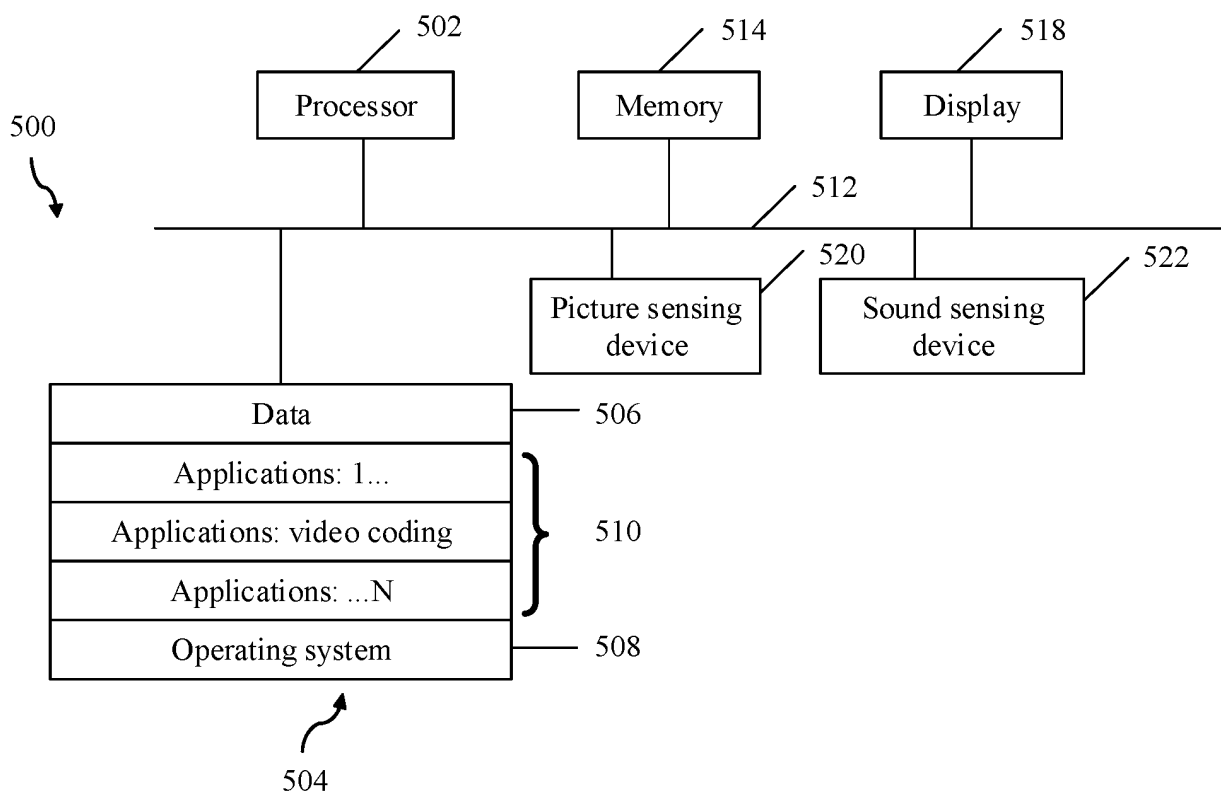 502
514
518
Processor
Memory
Display
500
512
520
522
Picture sensing
device
Sound sensing
device
Data
506
Applications: 1...
Applications: video coding
510
Applications: ...N
Operating system
508
504